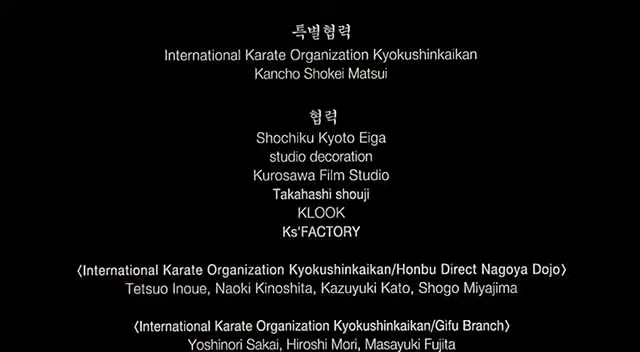 특별협력
International Karate Organization Kyokushinkaikan
Kancho Shokei Matsui
협력
Shochiku Kyoto Eiga
studio decoration
Kurosawa Film Studio
Takahashi shouji
KLOOK
Ks'FACTORY
〈International Karate Organization Kyokushinkaikan/Honbu Direct Nagoya Dojo〉
Tetsuo Inoue, Naoki Kinoshita, Kazuyuki Kato, Shogo Miyajima
〈International Karate Organization Kyokushinkaikan/Gifu Branch〉
Yoshinori Sakai, Hiroshi Mori, Masayuki Fujita